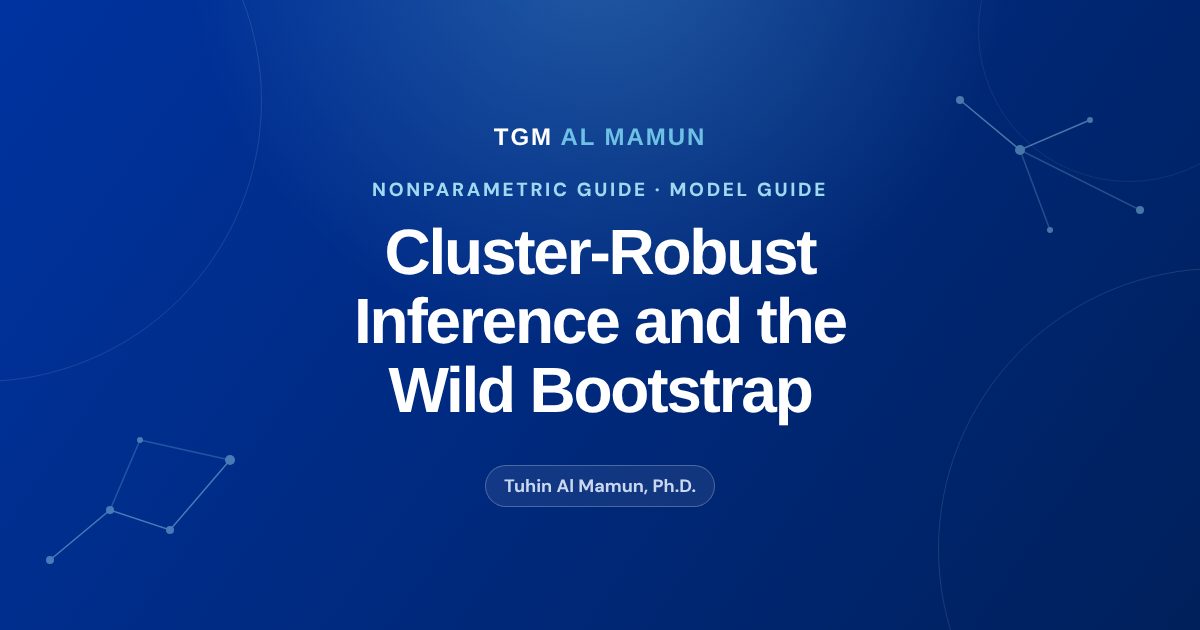 TGM AL MAMUN
NONPARAMETRIC GUIDE · MODEL GUIDE
Cluster-Robust
Inference and the
Wild Bootstrap
Tuhin Al Mamun, Ph.D.